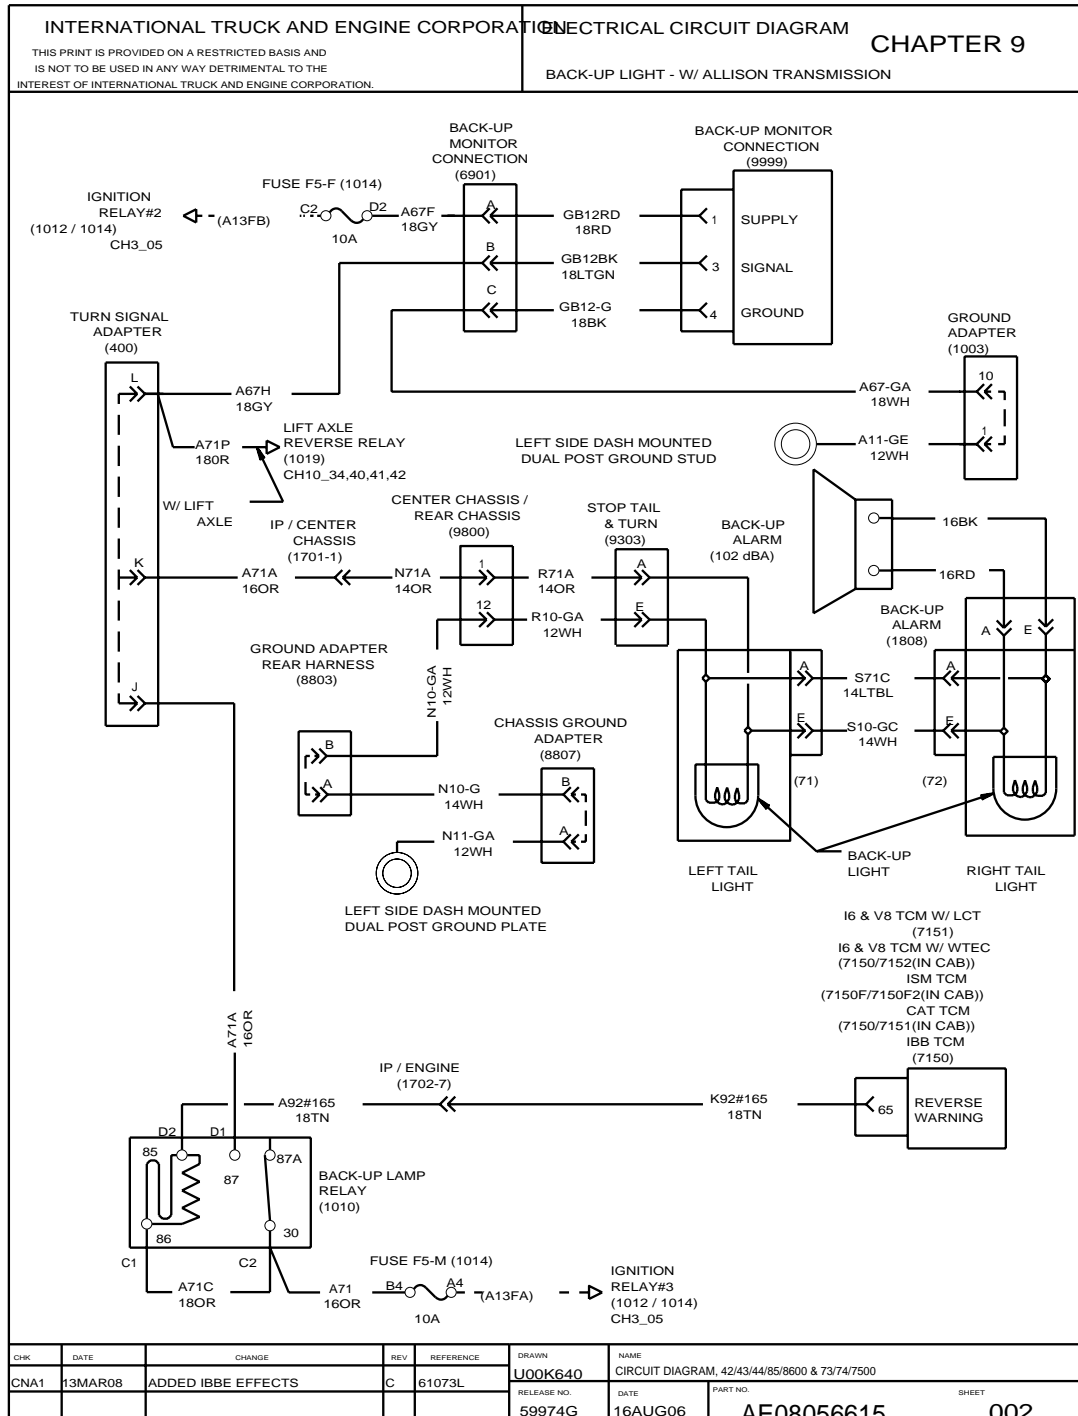 INTERNATIONAL TRUCK AND ENGINE CORPORATION
THIS PRINT IS PROVIDED ON A RESTRICTED BASIS AND
IS NOT TO BE USED IN ANY WAY DETRIMENTAL TO THE
INTEREST OF INTERNATIONAL TRUCK AND ENGINE CORPORATION.
ELECTRICAL CIRCUIT DIAGRAM
CHAPTER 9
BACK-UP LIGHT - W/ ALLISON TRANSMISSION
BACK-UP
MONITOR
CONNECTION
(6901)
BACK-UP MONITOR
CONNECTION
(9999)
IGNITION
RELAY#2
(1012 / 1014)
CH3_05
(A13FB)
FUSE F5-F (1014)
C2
D2
10A
A67F
18GY
A
B
C
GB12RD
18RD
GB12BK
18LTGN
GB12-G
18BK
1
SUPPLY
3
SIGNAL
4
GROUND
TURN SIGNAL
ADAPTER
(400)
L
A67H
18GY
A71P
180R
LIFT AXLE
REVERSE RELAY
(1019)
CH10_34,40,41,42
W/ LIFT
AXLE
GROUND
ADAPTER
(1003)
10
1
A67-GA
18WH
A11-GE
12WH
LEFT SIDE DASH MOUNTED
DUAL POST GROUND STUD
IP / CENTER
CHASSIS
(1701-1)
CENTER CHASSIS /
REAR CHASSIS
(9800)
STOP TAIL
& TURN
(9303)
BACK-UP
ALARM
(102 dBA)
16BK
16RD
K
A71A
16OR
N71A
14OR
1
12
R71A
14OR
R10-GA
12WH
A
E
BACK-UP
ALARM
(1808)
A
E
GROUND ADAPTER
REAR HARNESS
(8803)
N10-GA
12WH
J
A
E
S71C
14LTBL
S10-GC
14WH
A
E
(71)
(72)
CHASSIS GROUND
ADAPTER
(8807)
B
A
N10-G
14WH
B
A
N11-GA
12WH
LEFT SIDE DASH MOUNTED
DUAL POST GROUND PLATE
LEFT TAIL
LIGHT
BACK-UP
LIGHT
RIGHT TAIL
LIGHT
I6 & V8 TCM W/ LCT
(7151)
I6 & V8 TCM W/ WTEC
(7150/7152(IN CAB))
ISM TCM
(7150F/7150F2(IN CAB))
CAT TCM
(7150/7151(IN CAB))
IBB TCM
(7150)
A71A
16OR
IP / ENGINE
(1702-7)
A92#165
18TN
K92#165
18TN
65
REVERSE
WARNING
D2
D1
85
87
87A
86
30
BACK-UP LAMP
RELAY
(1010)
C1
C2
A71C
18OR
A71
16OR
FUSE F5-M (1014)
B4
A4
10A
(A13FA)
IGNITION
RELAY#3
(1012 / 1014)
CH3_05
CHK
DATE
CHANGE
REV
REFERENCE
CNA1
13MAR08
ADDED IBBE EFFECTS
C
61073L
DRAWN
U00K640
NAME
CIRCUIT DIAGRAM, 42/43/44/85/8600 & 73/74/7500
RELEASE NO.
59974G
DATE
16AUG06
PART NO.
AE08056615
SHEET
002